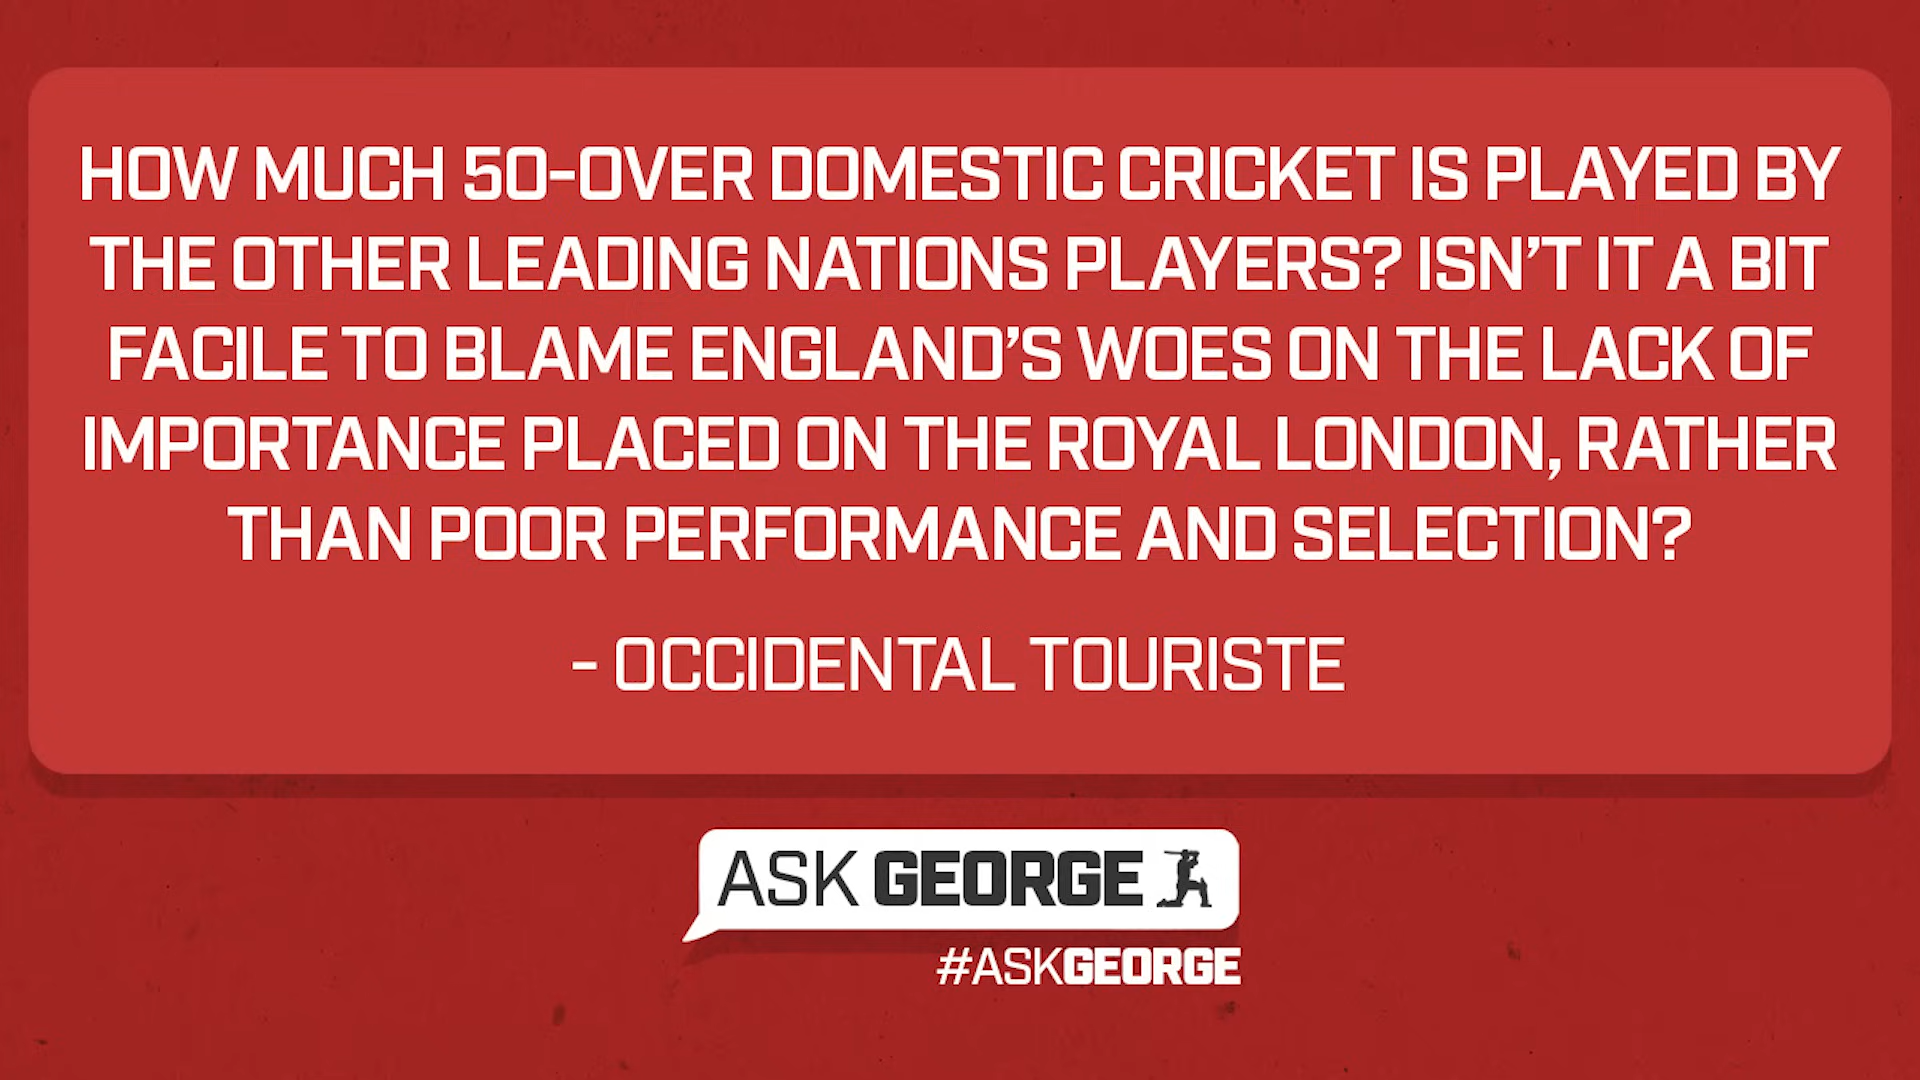 HOW MUCH 50-OVER DOMESTIC CRICKET IS PLAYED BY
THE OTHER LEADING NATIONS PLAYERS? ISN'T IT A BIT
FACILE TO BLAME ENGLAND'S WOES ON THE LACK OF
IMPORTANCE PLACED ON THE ROYAL LONDON, RATHER
THAN POOR PERFORMANCE AND SELECTION?
- OCCIDENTAL TOURISTE
ASK GEORGE
#ASKGEORGE